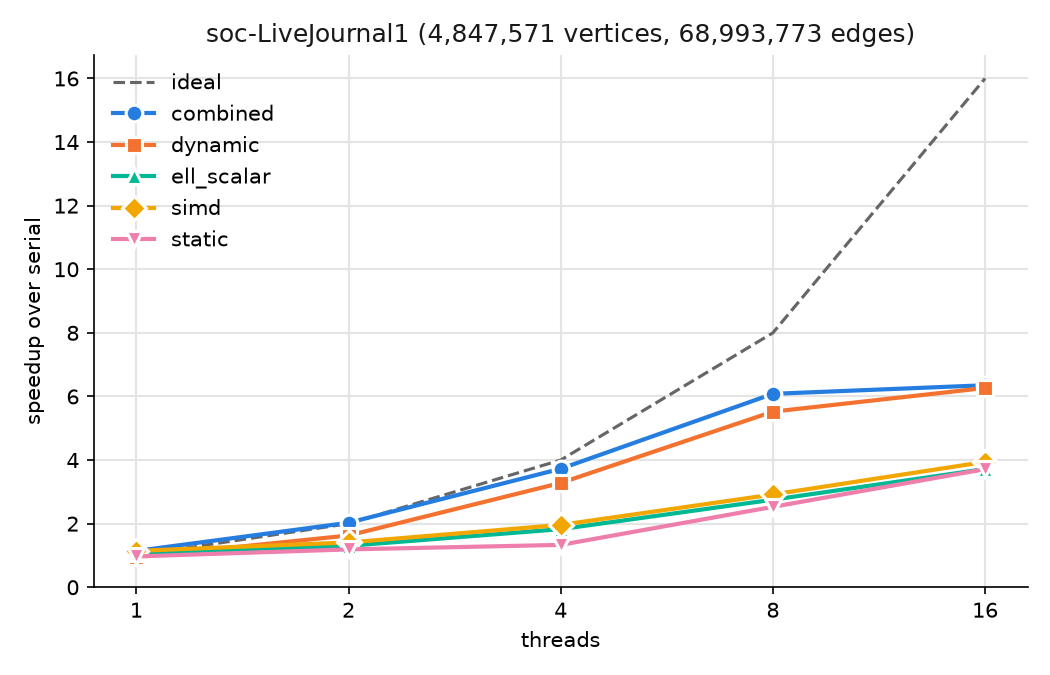 soc-LiveJournal1 (4,847,571 vertices, 68,993,773 edges)
speedup over serial
16
14
12
10
8
6
4
2
0
ideal
combined
dynamic
ell_scalar
simd
static
1 2 4 8 16
threads